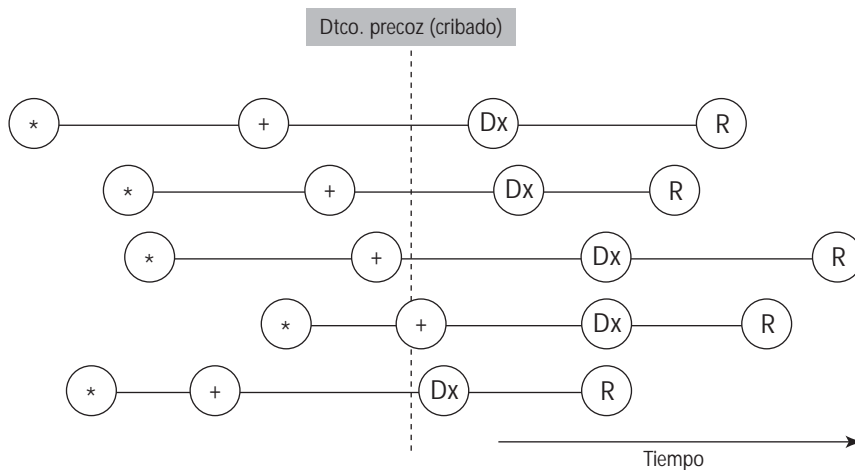 Dtco. precoz (cribado)
* + Dx R
* + Dx R
* + Dx R
* + Dx R
* + Dx R
Tiempo